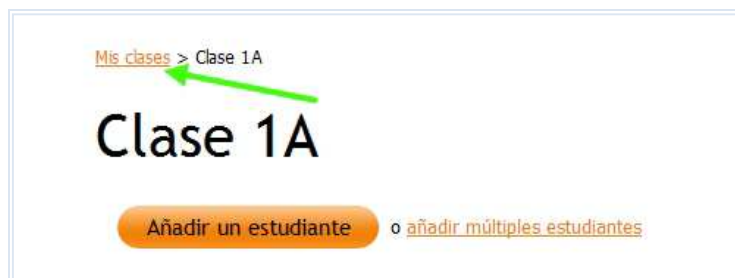 Mis clases > Clase 1A
Clase 1A
Añadir un estudiante o añadir múltiples estudiantes